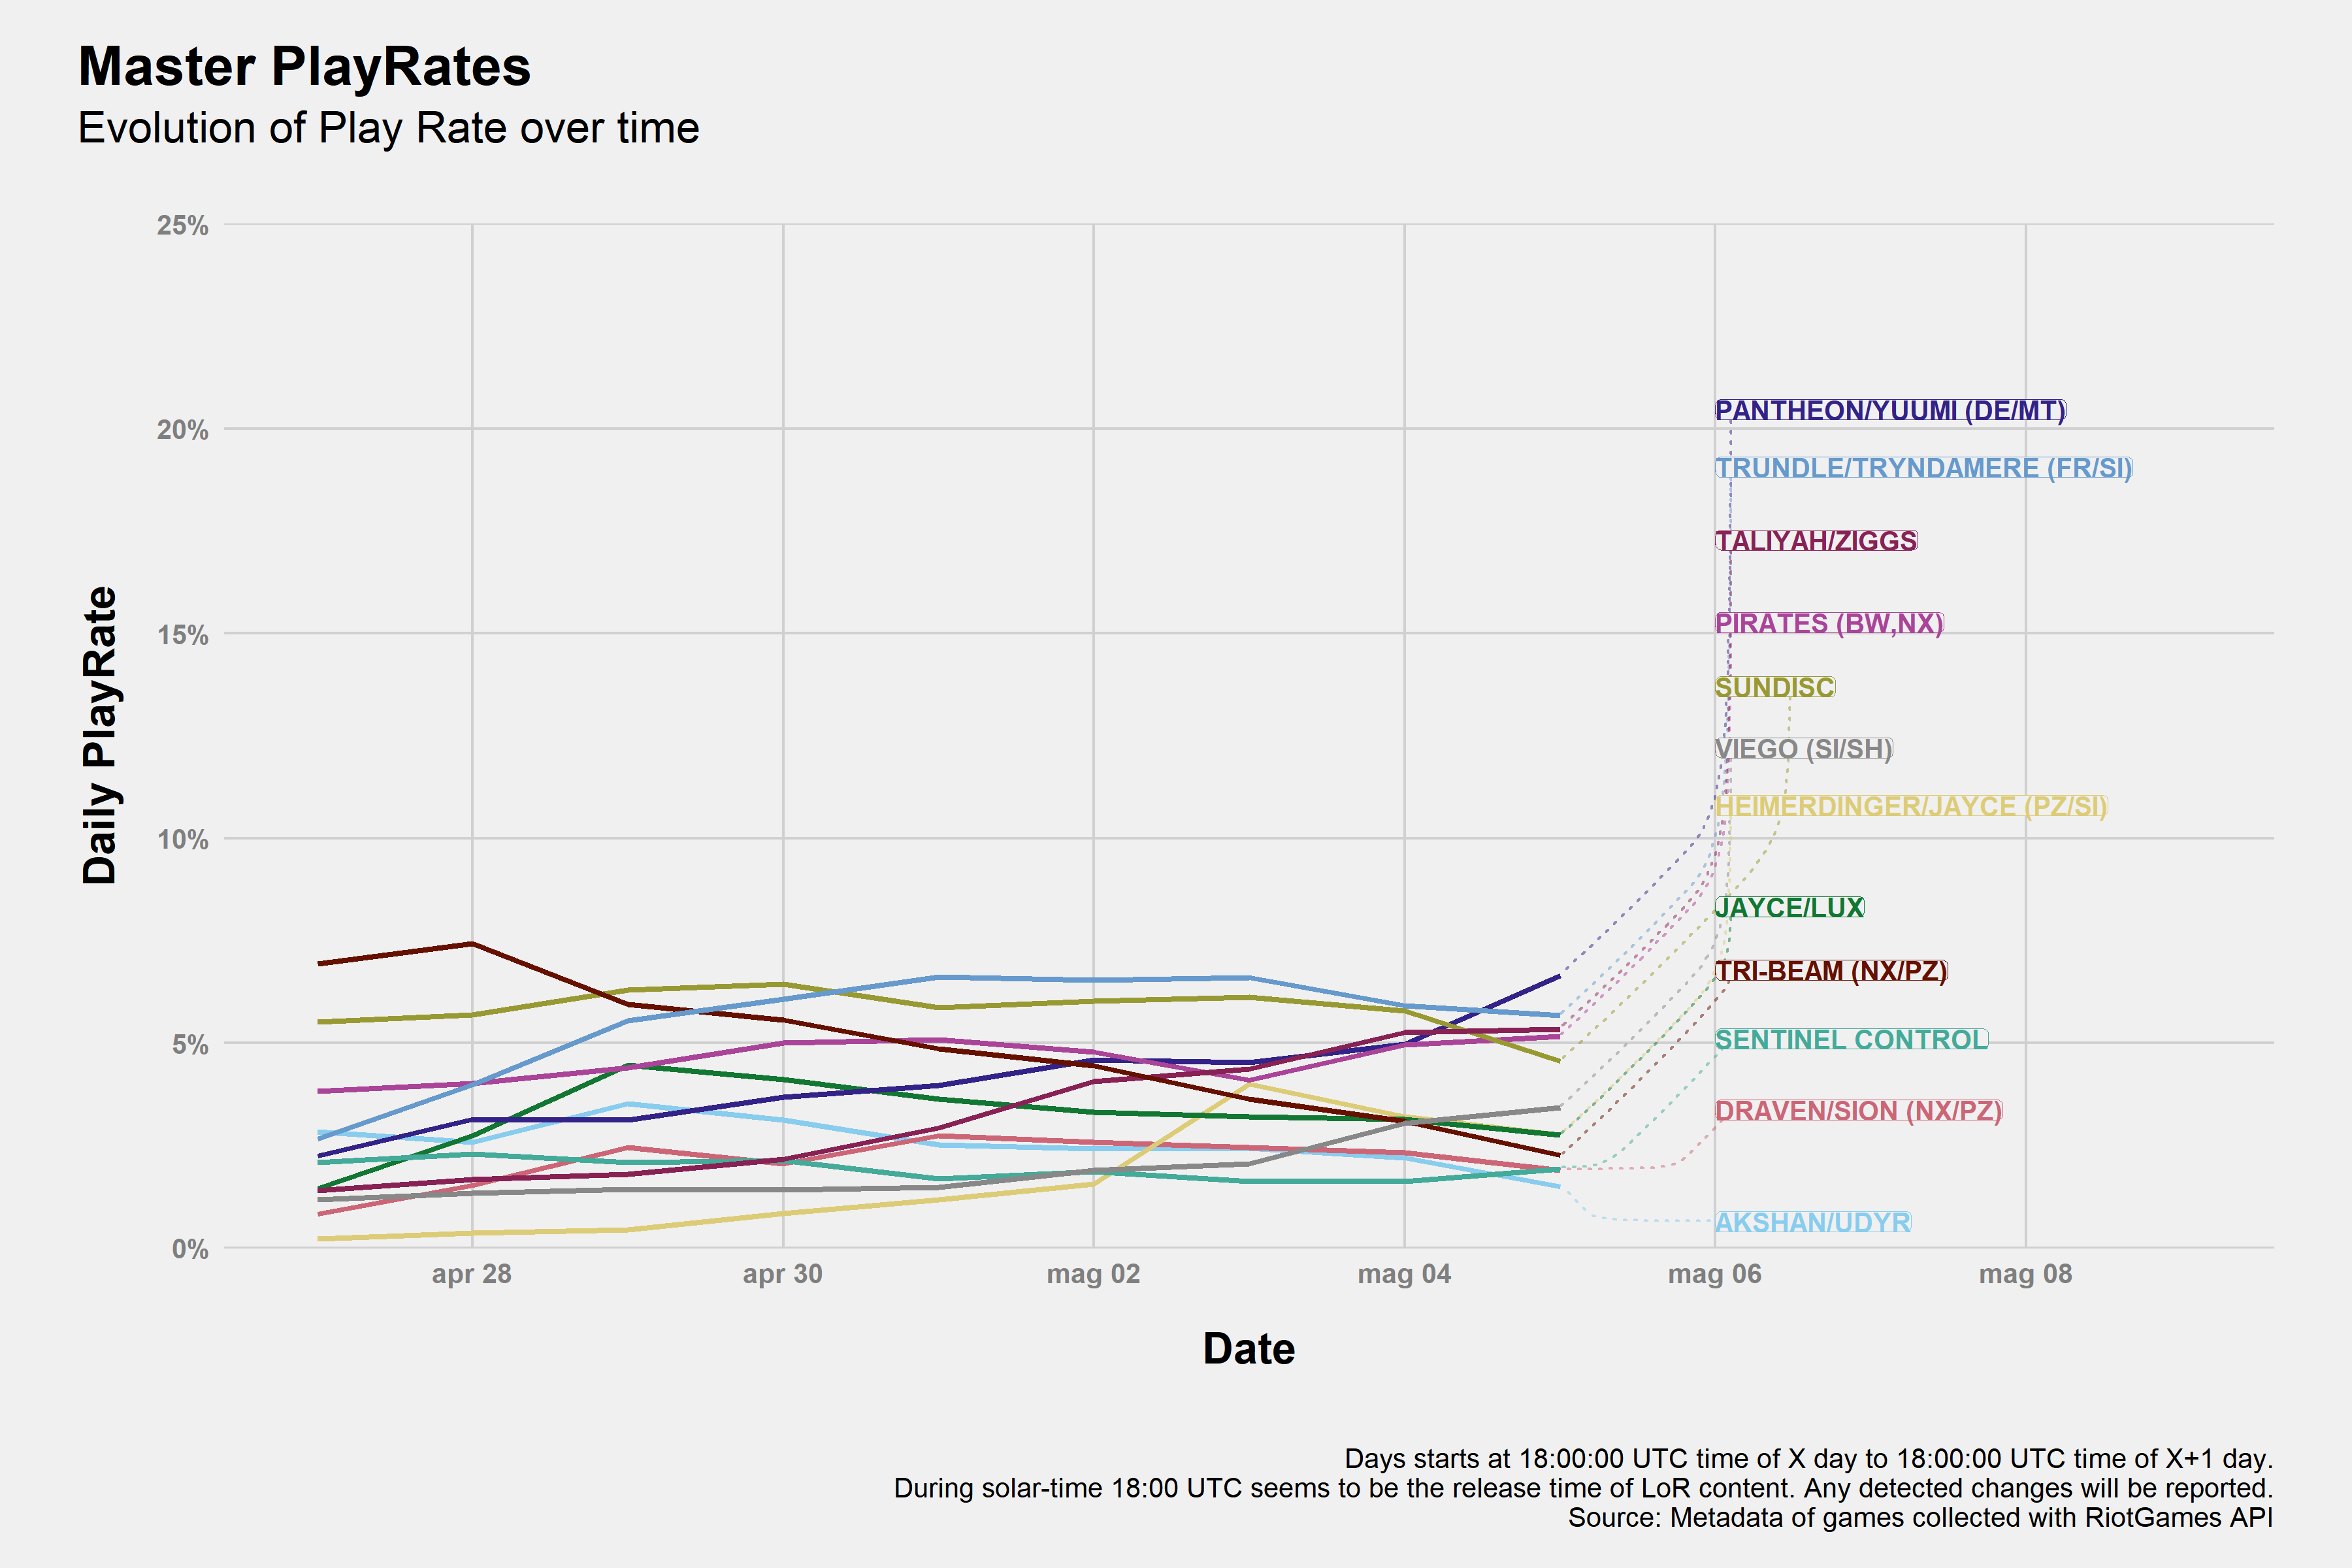 Master PlayRates
Evolution of Play Rate over time
25%
20%
15%
10%
5%
0%
Daily PlayRate
PANTHEON/YUUMI (DE/MT)
TRUNDLE/TRYNDAMERE (FR/SI)
TALIYAH/ZIGGS
PIRATES (BW,NX)
SUNDISC
VIEGO (SI/SH)
HEIMERDINGER/JAYCE (PZ/SI)
JAYCE/LUX
TRI-BEAM (NX/PZ)
SENTINEL CONTROL
DRAVEN/SION (NX/PZ)
AKSHAN/UDYR
apr 28
apr 30
mag 02
mag 04
mag 06
mag 08
Date
Days starts at 18:00:00 UTC time of X day to 18:00:00 UTC time of X+1 day.
During solar-time 18:00 UTC seems to be the release time of LoR content. Any detected changes will be reported.
Source: Metadata of games collected with RiotGames API